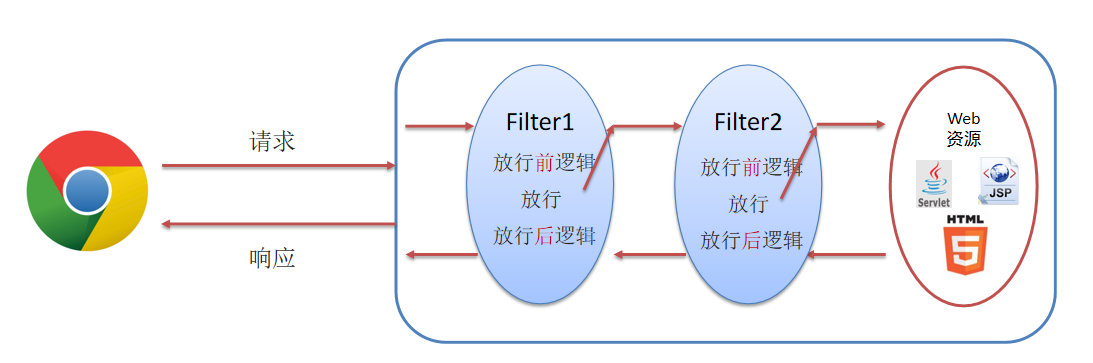 请求
响应
Filter1
放行前逻辑
放行
放行后逻辑
Filter2
放行前逻辑
放行
放行后逻辑
Web
资源
Servlet
JSP
HTML
5